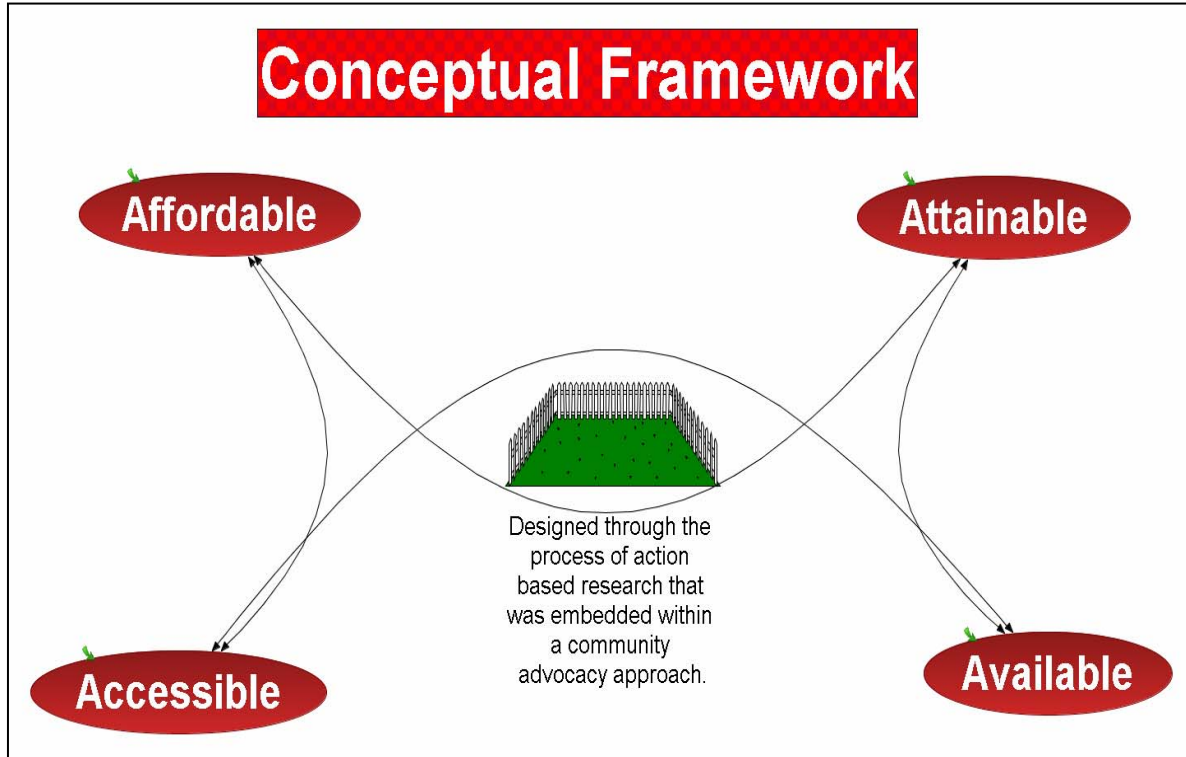 Conceptual Framework
Affordable
Attainable
Designed through the
process of action
based research that
was embedded within
a community
advocacy approach.
Accessible
Available